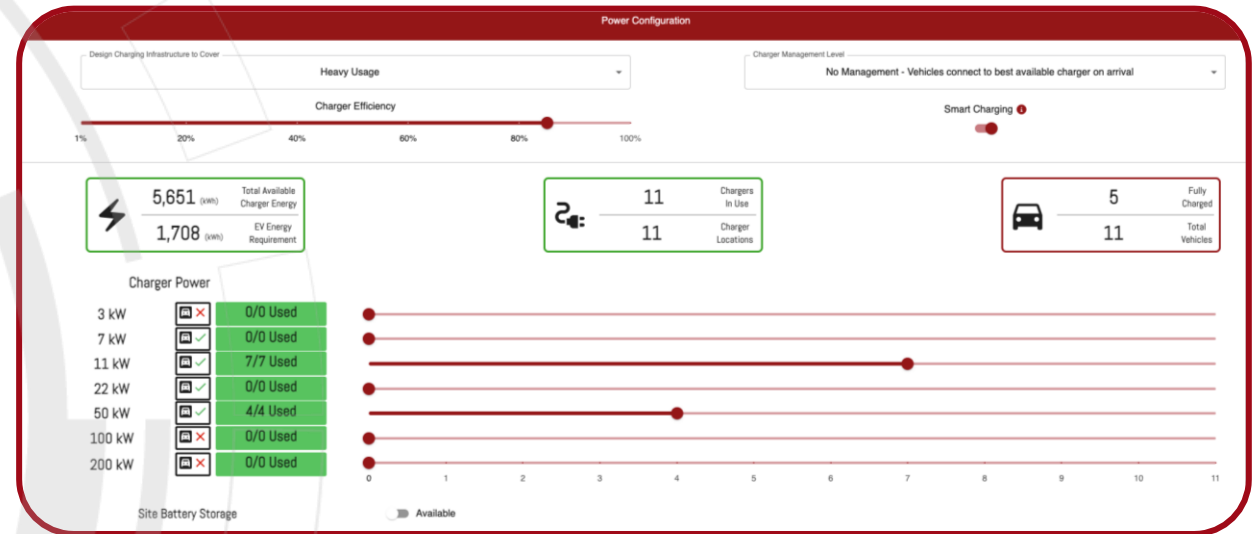 Power Configuration
Design Charging Infrastructure to Cover
Heavy Usage
Charger Management Level
No Management - Vehicles connect to best available charger on arrival
Charger Efficiency
1% 20% 40% 60% 80% 100%
Smart Charging
5,651 (kWh) Total Available Charger Energy
1,708 (kWh) EV Energy Requirement
11 Chargers In Use
11 Charger Locations
5 Fully Charged
11 Total Vehicles
Charger Power
3 kW 0/0 Used
7 kW 0/0 Used
11 kW 7/7 Used
22 kW 0/0 Used
50 kW 4/4 Used
100 kW 0/0 Used
200 kW 0/0 Used
0 1 2 3 4 5 6 7 8 9 10 11
Site Battery Storage Available